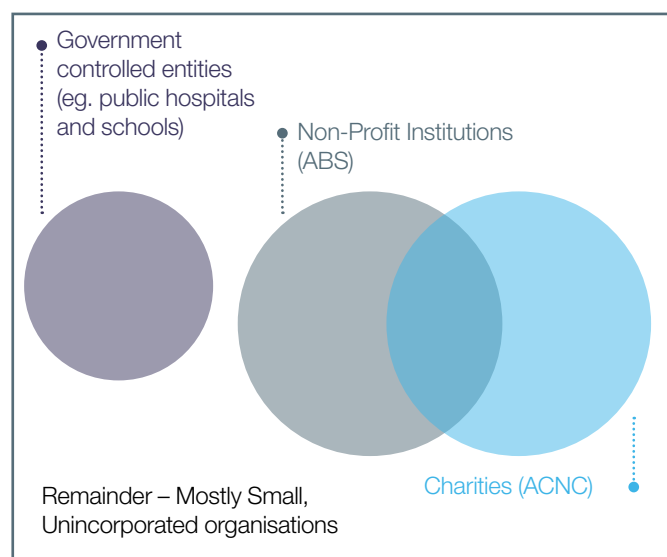 Government
controlled entities
(eg. public hospitals
and schools)
Non-Profit Institutions
(ABS)
Charities (ACNC)
Remainder – Mostly Small,
Unincorporated organisations